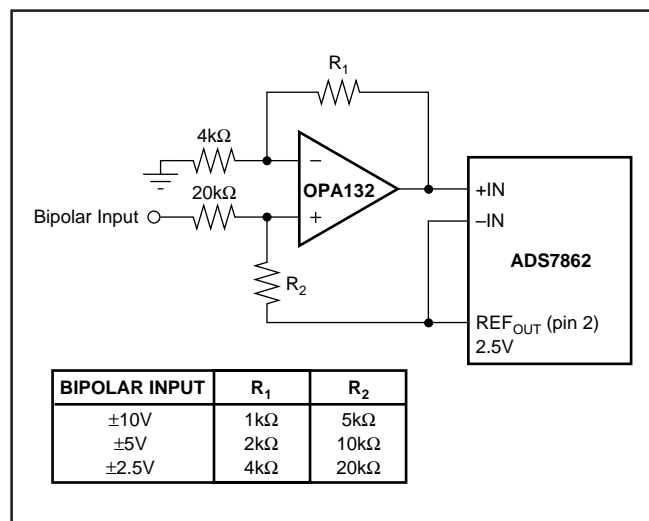 R1
4kΩ
–
OPA132
+IN
20kΩ
Bipolar Input
+
–IN
ADS7862
R2
REFOUT (pin 2)
2.5V
BIPOLAR INPUT R1 R2
±10V 1kΩ 5kΩ
±5V 2kΩ 10kΩ
±2.5V 4kΩ 20kΩ